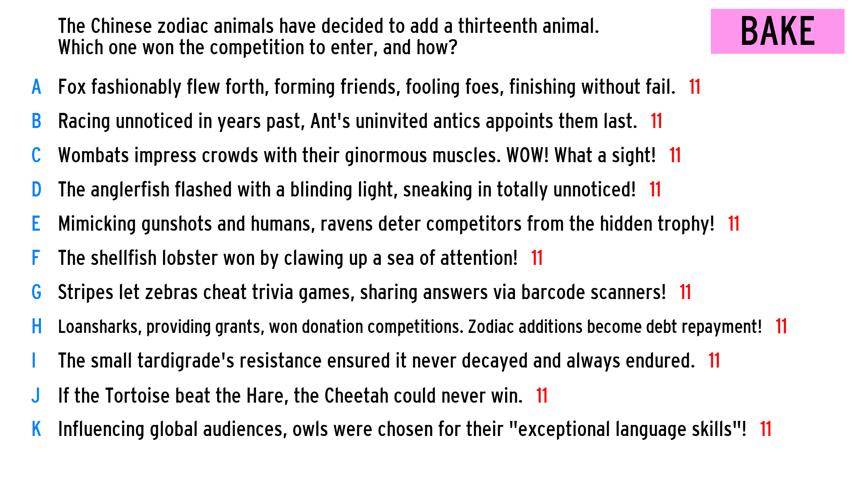 The Chinese zodiac animals have decided to add a thirteenth animal.
Which one won the competition to enter, and how?
BAKE
A Fox fashionably flew forth, forming friends, fooling foes, finishing without fail. 11
B Racing unnoticed in years past, Ant's uninvited antics appoints them last. 11
C Wombats impress crowds with their ginormous muscles. WOW! What a sight! 11
D The anglerfish flashed with a blinding light, sneaking in totally unnoticed! 11
E Mimicking gunshots and humans, ravens deter competitors from the hidden trophy! 11
F The shellfish lobster won by clawing up a sea of attention! 11
G Stripes let zebras cheat trivia games, sharing answers via barcode scanners! 11
H Loansharks, providing grants, won donation competitions. Zodiac additions become debt repayment! 11
I The small tardigrade's resistance ensured it never decayed and always endured. 11
J If the Tortoise beat the Hare, the Cheetah could never win. 11
K Influencing global audiences, owls were chosen for their "exceptional language skills"! 11